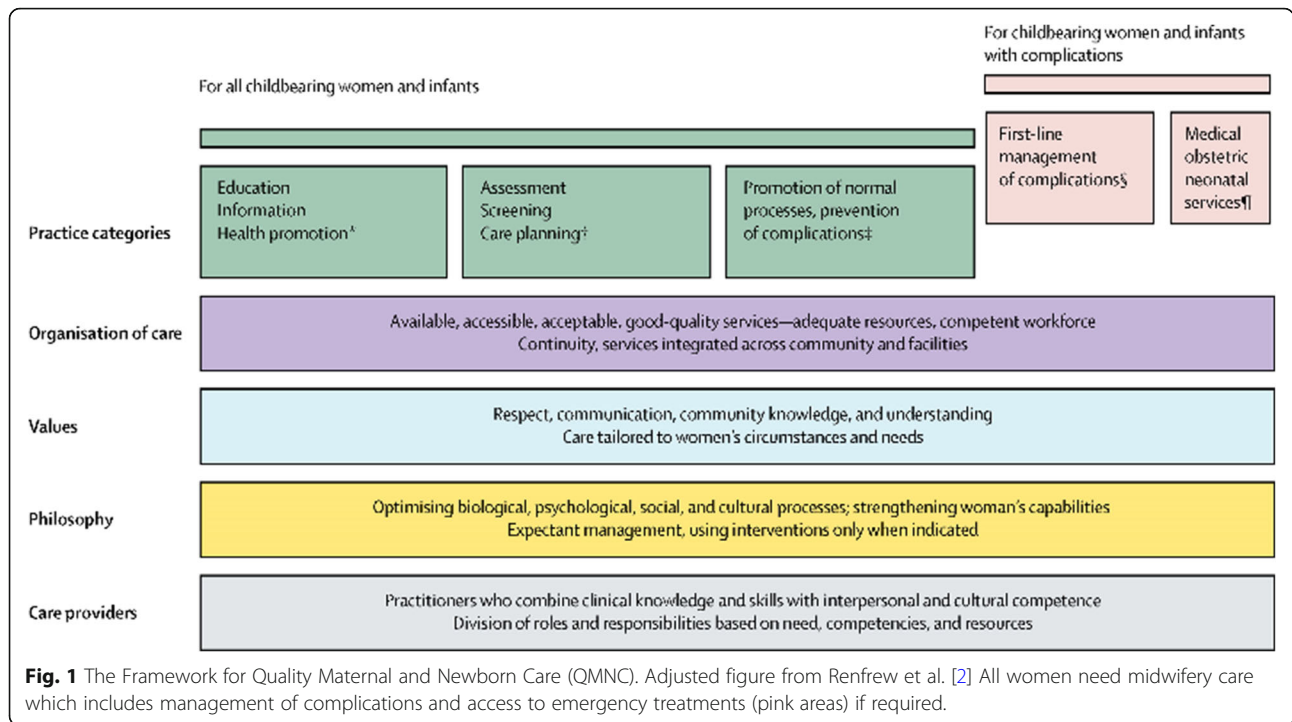 For childbearing women and infants
with complications
For all childbearing women and infants
Practice categories
Education
Information
Health promotion*
Assessment
Screening
Care planning†
Promotion of normal
processes, prevention
of complications‡
First-line
management
of complications§
Medical
obstetric
neonatal
services¶
Organisation of care
Available, accessible, acceptable, good-quality services—adequate resources, competent workforce
Continuity, services integrated across community and facilities
Values
Respect, communication, community knowledge, and understanding
Care tailored to women's circumstances and needs
Philosophy
Optimising biological, psychological, social, and cultural processes; strengthening woman's capabilities
Expectant management, using interventions only when indicated
Care providers
Practitioners who combine clinical knowledge and skills with interpersonal and cultural competence
Division of roles and responsibilities based on need, competencies, and resources
Fig. 1 The Framework for Quality Maternal and Newborn Care (QMNC). Adjusted figure from Renfrew et al. [2] All women need midwifery care
which includes management of complications and access to emergency treatments (pink areas) if required.